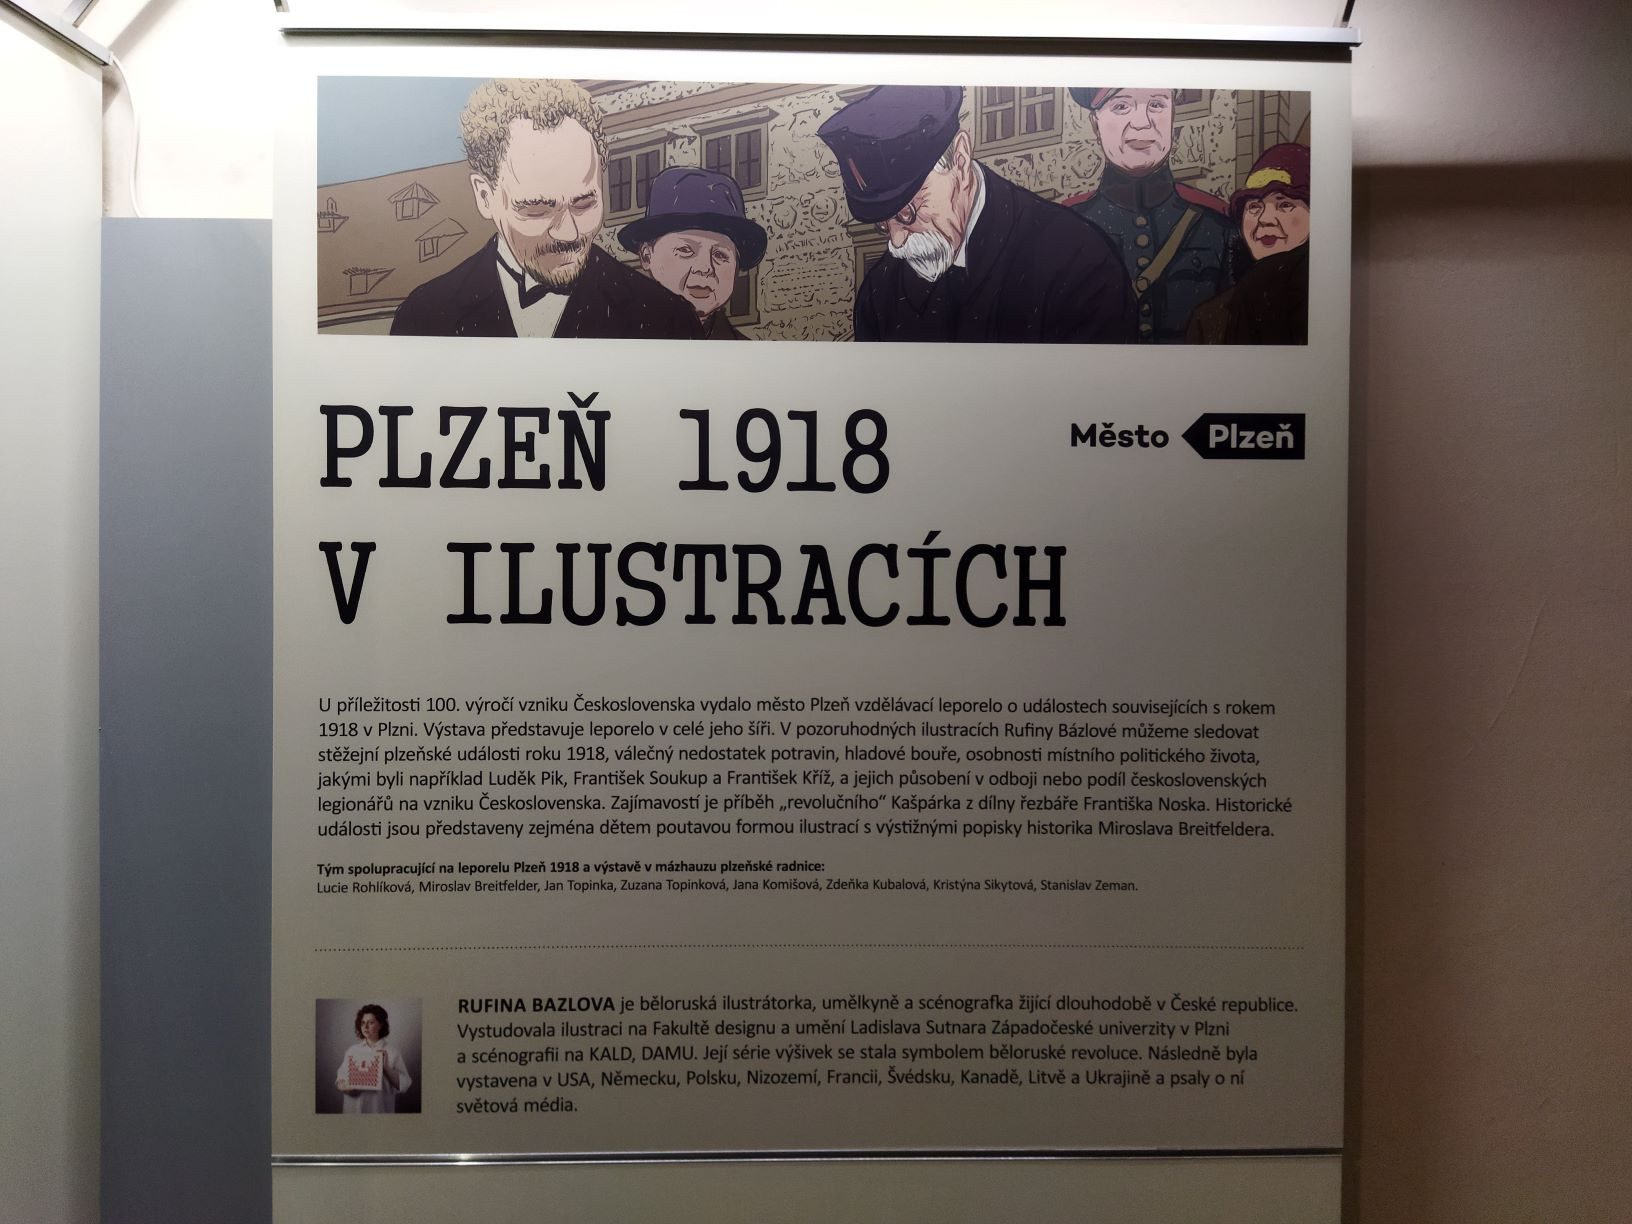 PLZEŇ 1918
Město Plzeň
V ILUSTRACÍCH
U příležitosti 100. výročí vzniku Československa vydalo město Plzeň vzdělávací leporelo o událostech souvisejících s rokem
1918 v Plzni. Výstava představuje leporelo v celé jeho šíři. V pozoruhodných ilustracích Rufiny Bázlové můžeme sledovat
stěžejní plzeňské události roku 1918, válečný nedostatek potravin, hladové bouře, osobnosti místního politického života,
jakými byli například Luděk Pik, František Soukup a František Kříž, a jejich působení v odboji nebo podíl československých
legionářů na vzniku Československa. Zajímavostí je příběh „revolučního“ Kašpárka z dílny řezbáře Františka Noska. Historické
události jsou představeny zejména dětem poutavou formou ilustrací s výstižnými popisky historika Miroslava Breitfeldera.
Tým spolupracující na leporelu Plzeň 1918 a výstavě v mázhauzu plzeňské radnice:
Lucie Rohlíková, Miroslav Breitfelder, Jan Topinka, Zuzana Topinková, Jana Komišová, Zdeňka Kubalová, Kristýna Sikytová, Stanislav Zeman.
RUFINA BAZLOVA je běloruská ilustrátorka, umělkyně a scénografka žijící dlouhodobě v České republice.
Vystudovala ilustraci na Fakultě designu a umění Ladislava Sutnara Západočeské univerzity v Plzni
a scénografii na KALD, DAMU. Její série výšivek se stala symbolem běloruské revoluce. Následně byla
vystavena v USA, Německu, Polsku, Nizozemí, Francii, Švédsku, Kanadě, Litvě a Ukrajině a psaly o ní
světová média.